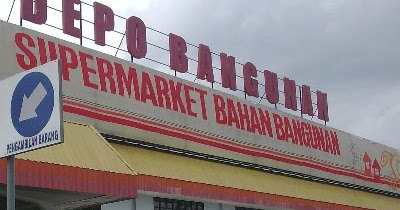 DEPO BANGUNAN
SUPERMARKET BAHAN BANGUNAN
PENGAMBILAN BARANG